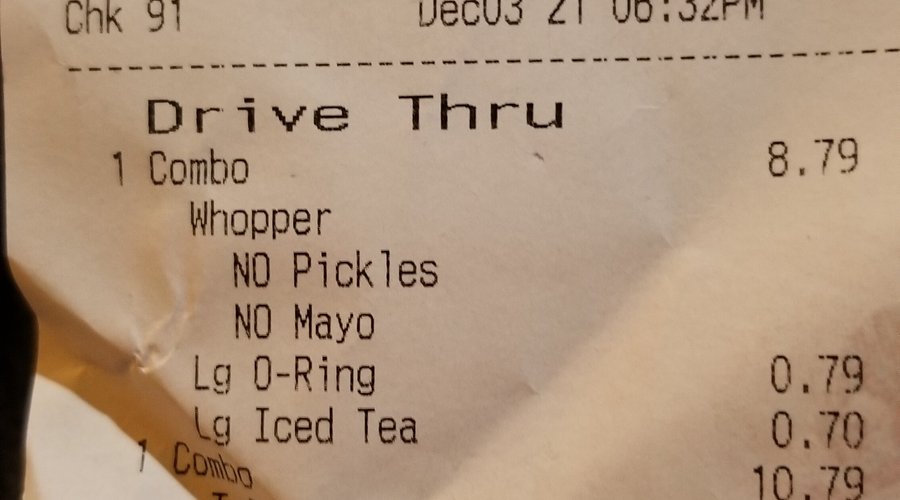 Chk 91 Dec03'21 06:32PM
Drive Thru
1 Combo 8.79
Whopper
NO Pickles
NO Mayo
Lg O-Ring 0.79
Lg Iced Tea 0.70
1 Combo 10.79